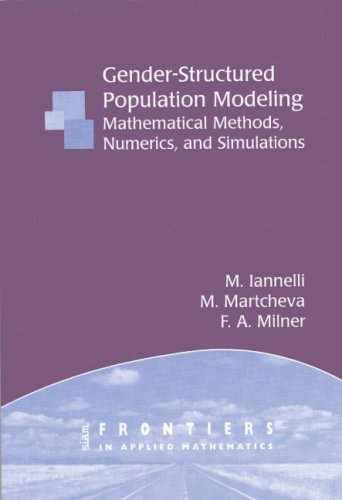 Gender-Structured
Population Modeling
Mathematical Methods,
Numerics, and Simulations
M. Iannelli
M. Martcheva
F. A. Milner
siam
FRONTIERS
IN APPLIED MATHEMATICS